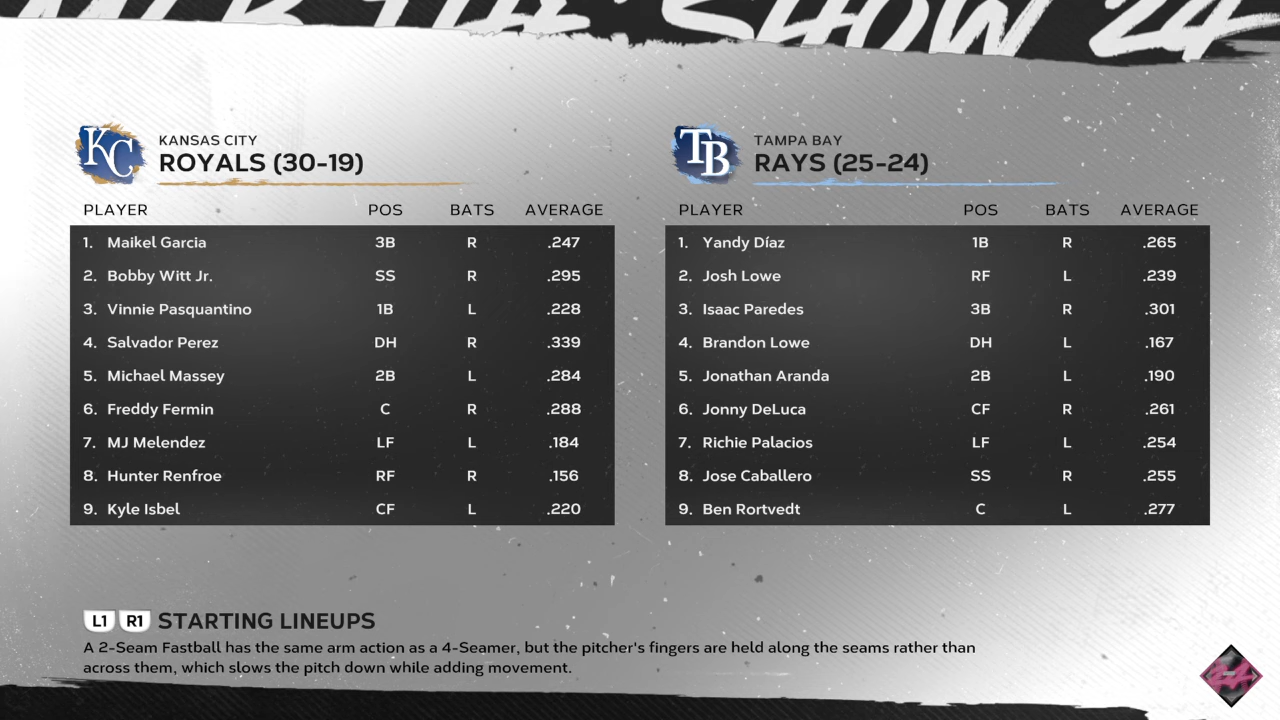 MLB THE SHOW 24
KC
KANSAS CITY
ROYALS (30-19)
PLAYER POS BATS AVERAGE
1. Maikel Garcia 3B R .247
2. Bobby Witt Jr. SS R .295
3. Vinnie Pasquantino 1B L .228
4. Salvador Perez DH R .339
5. Michael Massey 2B L .284
6. Freddy Fermin C R .288
7. MJ Melendez LF L .184
8. Hunter Renfroe RF R .156
9. Kyle Isbel CF L .220
TB
TAMPA BAY
RAYS (25-24)
PLAYER POS BATS AVERAGE
1. Yandy Díaz 1B R .265
2. Josh Lowe RF L .239
3. Isaac Paredes 3B R .301
4. Brandon Lowe DH L .167
5. Jonathan Aranda 2B L .190
6. Jonny DeLuca CF R .261
7. Richie Palacios LF L .254
8. Jose Caballero SS R .255
9. Ben Rortvedt C L .277
L1 R1 STARTING LINEUPS
A 2-Seam Fastball has the same arm action as a 4-Seamer, but the pitcher's fingers are held along the seams rather than
across them, which slows the pitch down while adding movement.
24